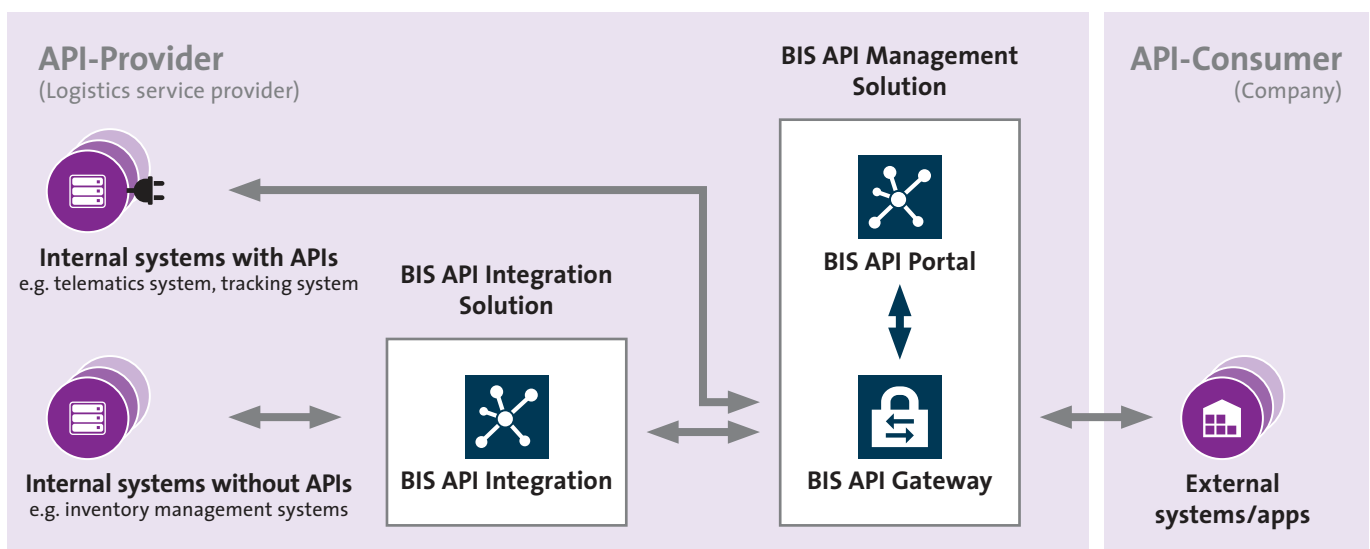 API-Provider
(Logistics service provider)
BIS API Management
Solution
API-Consumer
(Company)
Internal systems with APIs
e.g. telematics system, tracking system
BIS API Integration
Solution
BIS API Portal
Internal systems without APIs
e.g. inventory management systems
BIS API Integration
BIS API Gateway
External
systems/apps